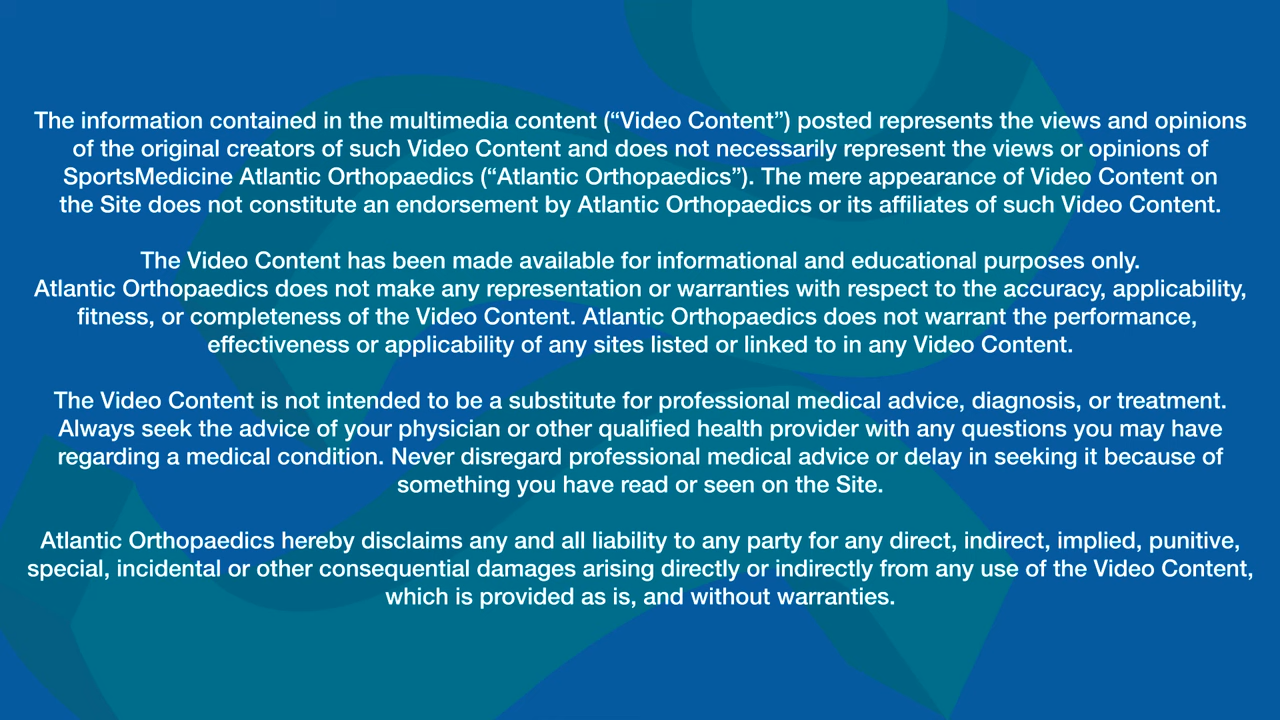 The information contained in the multimedia content (“Video Content”) posted represents the views and opinions
of the original creators of such Video Content and does not necessarily represent the views or opinions of
SportsMedicine Atlantic Orthopaedics (“Atlantic Orthopaedics”). The mere appearance of Video Content on
the Site does not constitute an endorsement by Atlantic Orthopaedics or its affiliates of such Video Content.
The Video Content has been made available for informational and educational purposes only.
Atlantic Orthopaedics does not make any representation or warranties with respect to the accuracy, applicability,
fitness, or completeness of the Video Content. Atlantic Orthopaedics does not warrant the performance,
effectiveness or applicability of any sites listed or linked to in any Video Content.
The Video Content is not intended to be a substitute for professional medical advice, diagnosis, or treatment.
Always seek the advice of your physician or other qualified health provider with any questions you may have
regarding a medical condition. Never disregard professional medical advice or delay in seeking it because of
something you have read or seen on the Site.
Atlantic Orthopaedics hereby disclaims any and all liability to any party for any direct, indirect, implied, punitive,
special, incidental or other consequential damages arising directly or indirectly from any use of the Video Content,
which is provided as is, and without warranties.